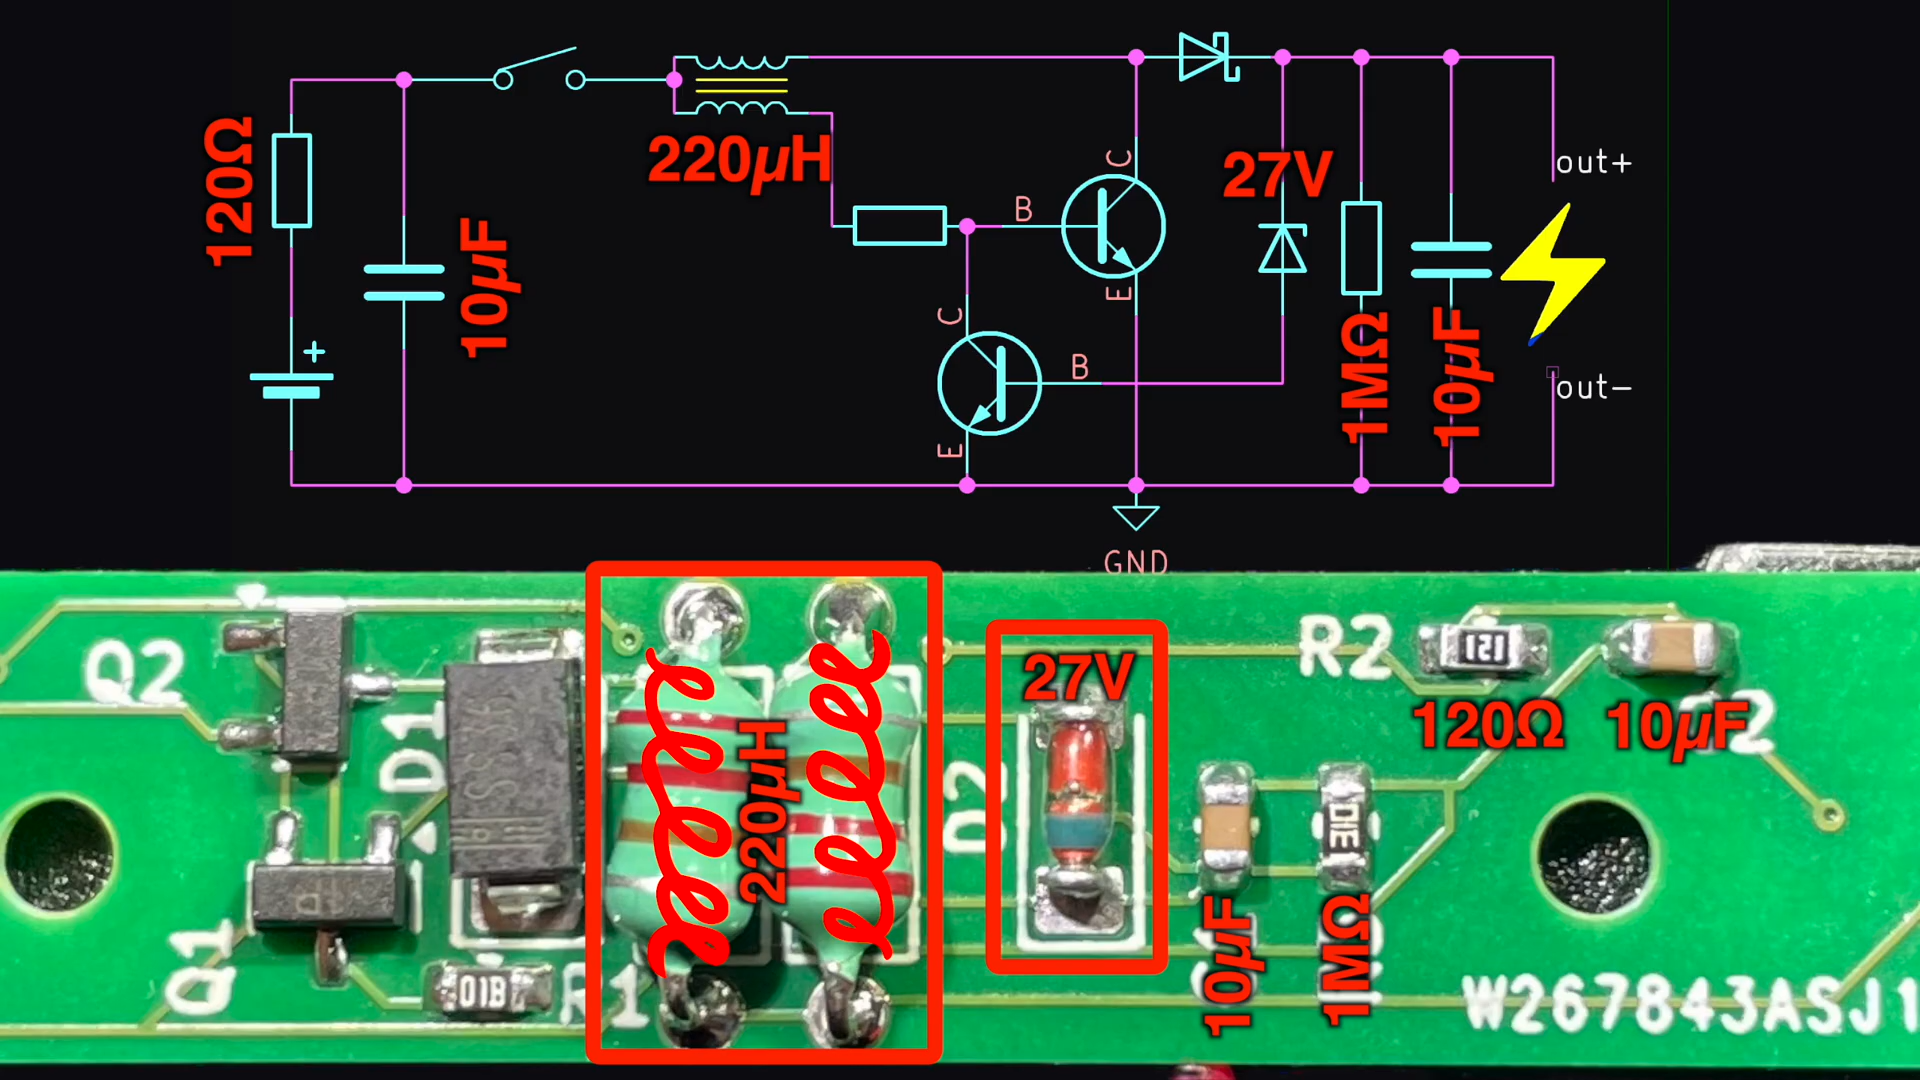 120Ω
10µF
+
220µH
B
C
E
C
B
E
27V
1MΩ
10µF
out+
out-
GND
Q2
D1
Q1
01B
R1
220µH
D2
27V
R2
121
120Ω
10µF
2
10µF
1MΩ
W267843ASJ1